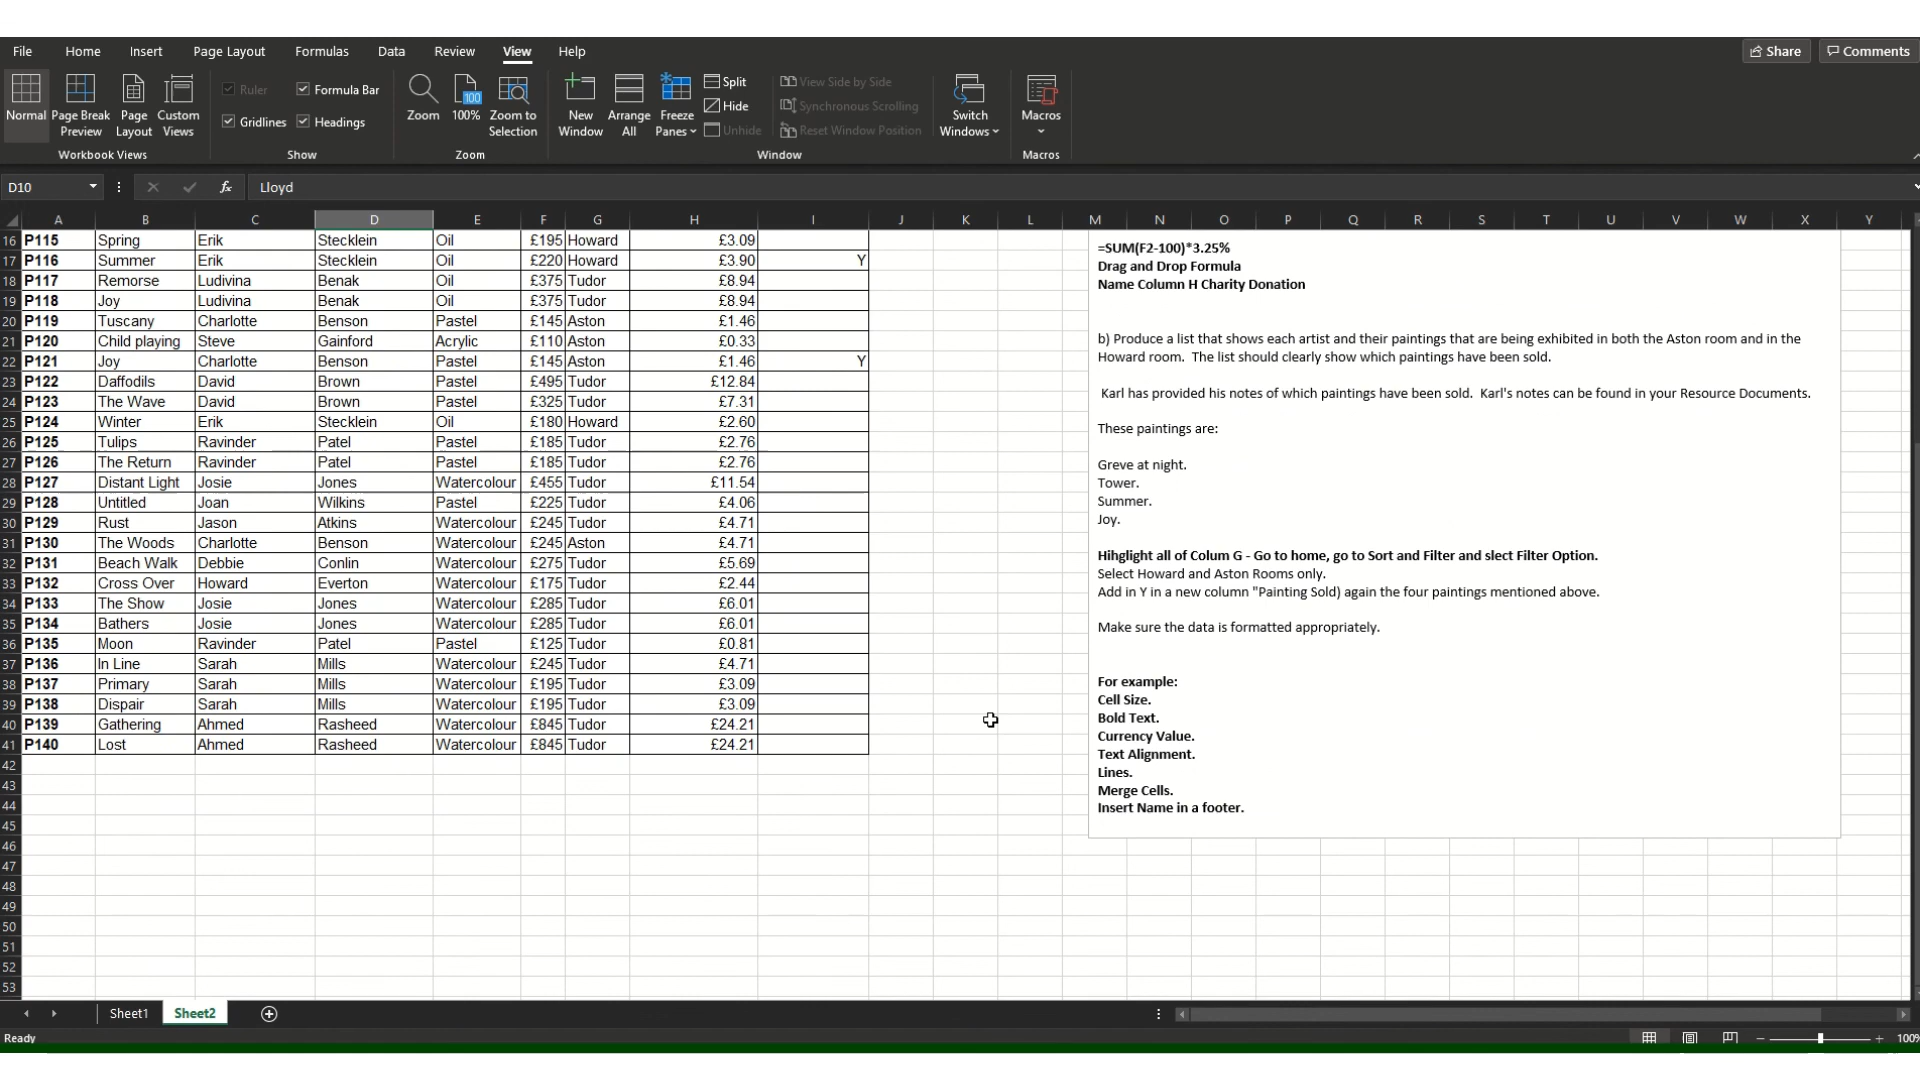 File Home Insert Page Layout Formulas Data Review View Help Share Comments
Normal Page Break Preview Page Layout Custom Views
Workbook Views
Ruler Formula Bar
Gridlines Headings
Show
Zoom 100% Zoom to Selection
Zoom
New Window Arrange All Freeze Panes
Split
Hide
Unhide
View Side by Side
Synchronous Scrolling
Reset Window Position
Window
Switch Windows
Macros
Macros
D10 fx Lloyd
A B C D E F G H I J K L M N O P Q R S T U V W X Y
16 P115 Spring Erik Stecklein Oil £195 Howard £3.09
17 P116 Summer Erik Stecklein Oil £220 Howard £3.90 Y
18 P117 Remorse Ludivina Benak Oil £375 Tudor £8.94
19 P118 Joy Ludivina Benak Oil £375 Tudor £8.94
20 P119 Tuscany Charlotte Benson Pastel £145 Aston £1.46
21 P120 Child playing Steve Gainford Acrylic £110 Aston £0.33
22 P121 Joy Charlotte Benson Pastel £145 Aston £1.46 Y
23 P122 Daffodils David Brown Pastel £495 Tudor £12.84
24 P123 The Wave David Brown Pastel £325 Tudor £7.31
25 P124 Winter Erik Stecklein Oil £180 Howard £2.60
26 P125 Tulips Ravinder Patel Pastel £185 Tudor £2.76
27 P126 The Return Ravinder Patel Pastel £185 Tudor £2.76
28 P127 Distant Light Josie Jones Watercolour £455 Tudor £11.54
29 P128 Untitled Joan Wilkins Pastel £225 Tudor £4.06
30 P129 Rust Jason Atkins Watercolour £245 Tudor £4.71
31 P130 The Woods Charlotte Benson Watercolour £245 Aston £4.71
32 P131 Beach Walk Debbie Conlin Watercolour £275 Tudor £5.69
33 P132 Cross Over Howard Everton Watercolour £175 Tudor £2.44
34 P133 The Show Josie Jones Watercolour £285 Tudor £6.01
35 P134 Bathers Josie Jones Watercolour £285 Tudor £6.01
36 P135 Moon Ravinder Patel Pastel £125 Tudor £0.81
37 P136 In Line Sarah Mills Watercolour £245 Tudor £4.71
38 P137 Primary Sarah Mills Watercolour £195 Tudor £3.09
39 P138 Dispair Sarah Mills Watercolour £195 Tudor £3.09
40 P139 Gathering Ahmed Rasheed Watercolour £845 Tudor £24.21
41 P140 Lost Ahmed Rasheed Watercolour £845 Tudor £24.21
42
43
44
45
46
47
48
49
50
51
52
53
=SUM(F2-100)*3.25%
Drag and Drop Formula
Name Column H Charity Donation
b) Produce a list that shows each artist and their paintings that are being exhibited in both the Aston room and in the
Howard room. The list should clearly show which paintings have been sold.
Karl has provided his notes of which paintings have been sold. Karl's notes can be found in your Resource Documents.
These paintings are:
Greve at night.
Tower.
Summer.
Joy.
Hihglight all of Colum G - Go to home, go to Sort and Filter and slect Filter Option.
Select Howard and Aston Rooms only.
Add in Y in a new column "Painting Sold) again the four paintings mentioned above.
Make sure the data is formatted appropriately.
For example:
Cell Size.
Bold Text.
Currency Value.
Text Alignment.
Lines.
Merge Cells.
Insert Name in a footer.
Sheet1 Sheet2
Ready 100%